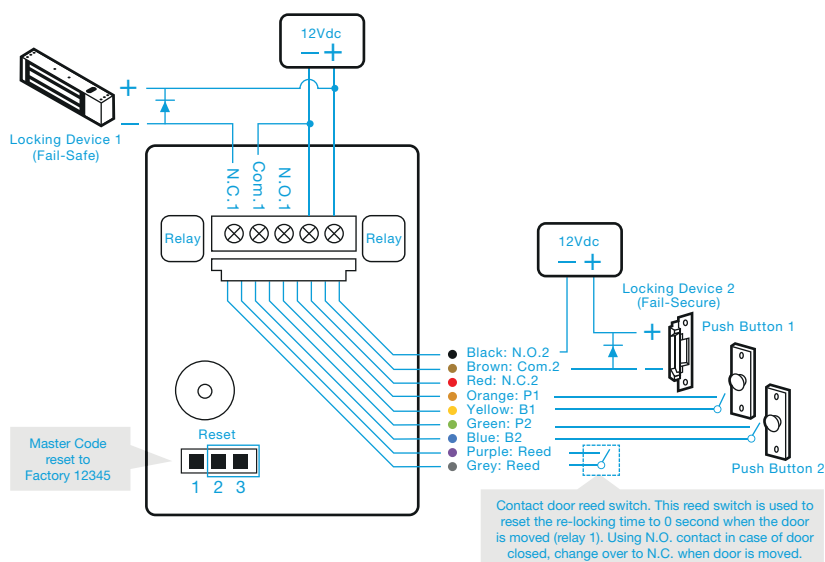 12Vdc
— +
+
—
Locking Device 1
(Fail-Safe)
N.C.1
Com.1
N.O.1
Relay
Relay
12Vdc
— +
Locking Device 2
(Fail-Secure)
+
—
Push Button 1
Black: N.O.2
Brown: Com.2
Red: N.C.2
Orange: P1
Yellow: B1
Green: P2
Blue: B2
Purple: Reed
Grey: Reed
Push Button 2
Reset
1 2 3
Master Code
reset to
Factory 12345
Contact door reed switch. This reed switch is used to
reset the re-locking time to 0 second when the door
is moved (relay 1). Using N.O. contact in case of door
closed, change over to N.C. when door is moved.